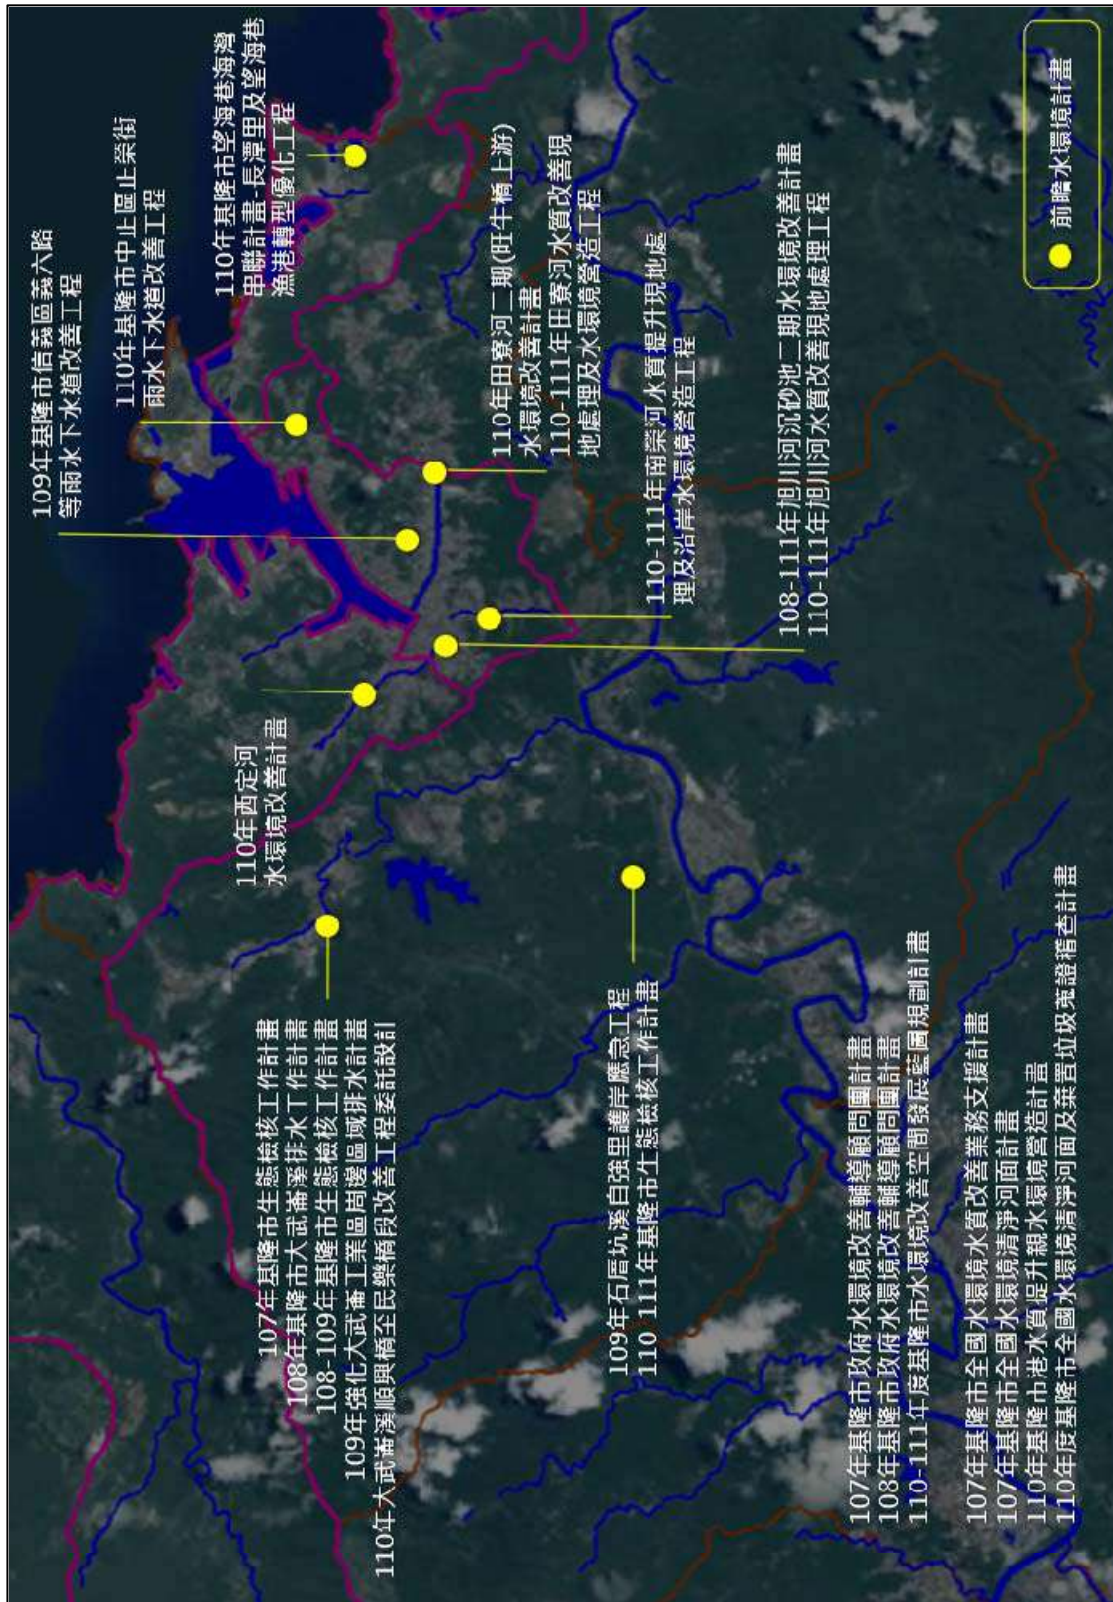 109年基隆市信義區義六路
等雨水下水道改善工程
110年基隆市中正區正榮街
雨水下水道改善工程
110年基隆市望海巷海灣
串聯計畫-長潭里及望海巷
漁港轉型優化工程
110年西定河
水環境改善計畫
107年基隆市生態檢核工作計畫
108年基隆市大武崙溪排水工作計畫
108-109年基隆市生態檢核工作計畫
109年強化大武崙工業區周邊區域排水計畫
110年大武崙溪順興橋至民樂橋段改善工程委託設計
110年田寮河二期(旺牛橋上游)
水環境改善計畫
110-111年田寮河水質改善現
地處理及水環境營造工程
110-111年南榮河水質提升現地處
理及沿岸水環境營造工程
109年石厝坑溪自強里護岸應急工程
110-111年基隆市生態檢核工作計畫
108-111年旭川河沉砂池二期水環境改善計畫
110-111年旭川河水質改善現地處理工程
107年基隆市政府水環境改善輔導顧問團計畫
108年基隆市政府水環境改善輔導顧問團計畫
110-111年度基隆市水環境改善空間發展藍圖規劃計畫
107年基隆市全國水環境水質改善業務支援計畫
107年基隆市全國水環境清淨河面計畫
110年基隆市港水質提升親水環境營造計畫
110年度基隆市全國水環境清淨河面及棄置垃圾蒐證稽查計畫
前瞻水環境計畫